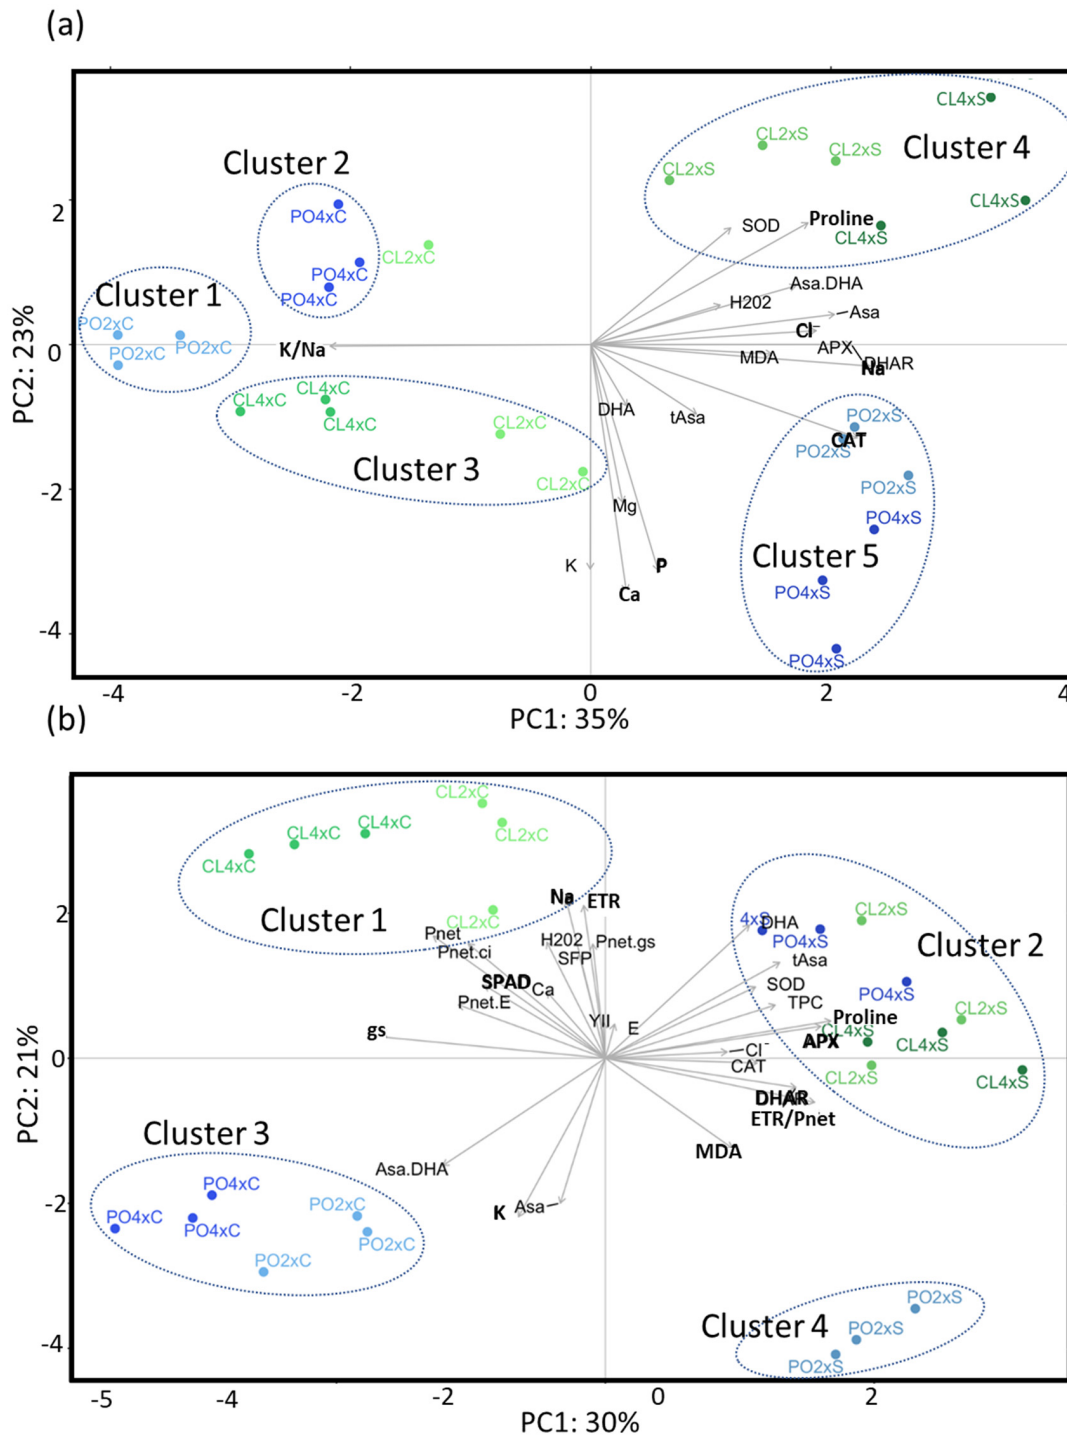 (a)
CL4xS
CL2xS
CL2xS
Cluster 4
Cluster 2
CL2xS
CL4xS
2
PO4xC
SOD
Proline
CL4xS
CL2xC
PO4xC
Asa.DHA
Cluster 1
PO4xC
H202
Asa
PO2xC
Cl⁻
0
K/Na
PO2xC
PO2xC
MDA
APX
DHAR
Na
PC2: 23%
CL4xC
CL4xC
CL4xC
DHA
tAsa
PO2xS
CL2xC
CAT
PO2xS
Cluster 3
CL2xC
PO2xS
-2
Mg
PO4xS
K
P
Cluster 5
Ca
PO4xS
-4
PO4xS
-4
-2
0
2
4
PC1: 35%
(b)
CL2xC
CL4xC
CL4xC
CL2xC
CL4xC
Na
ETR
2
Cluster 1
CL2xC
4xS
DHA
CL2xS
Pnet
H202
Pnet.gs
PO4xS
Cluster 2
Pnet.ci
SFP
tAsa
SPAD
Ca
SOD
PO4xS
Pnet.E
TPC
CL2xS
YII
E
Proline
gs
CL4xS
APX
CL4xS
0
Cl⁻
CAT
CL2xS
CL4xS
PC2: 21%
DHAR
ETR/Pnet
Cluster 3
MDA
Asa.DHA
PO4xC
-2
PO4xC
PO4xC
PO2xC
K
Asa
PO2xC
PO2xC
PO2xS
Cluster 4
PO2xS
-4
PO2xS
-5
-4
-2
0
2
PC1: 30%